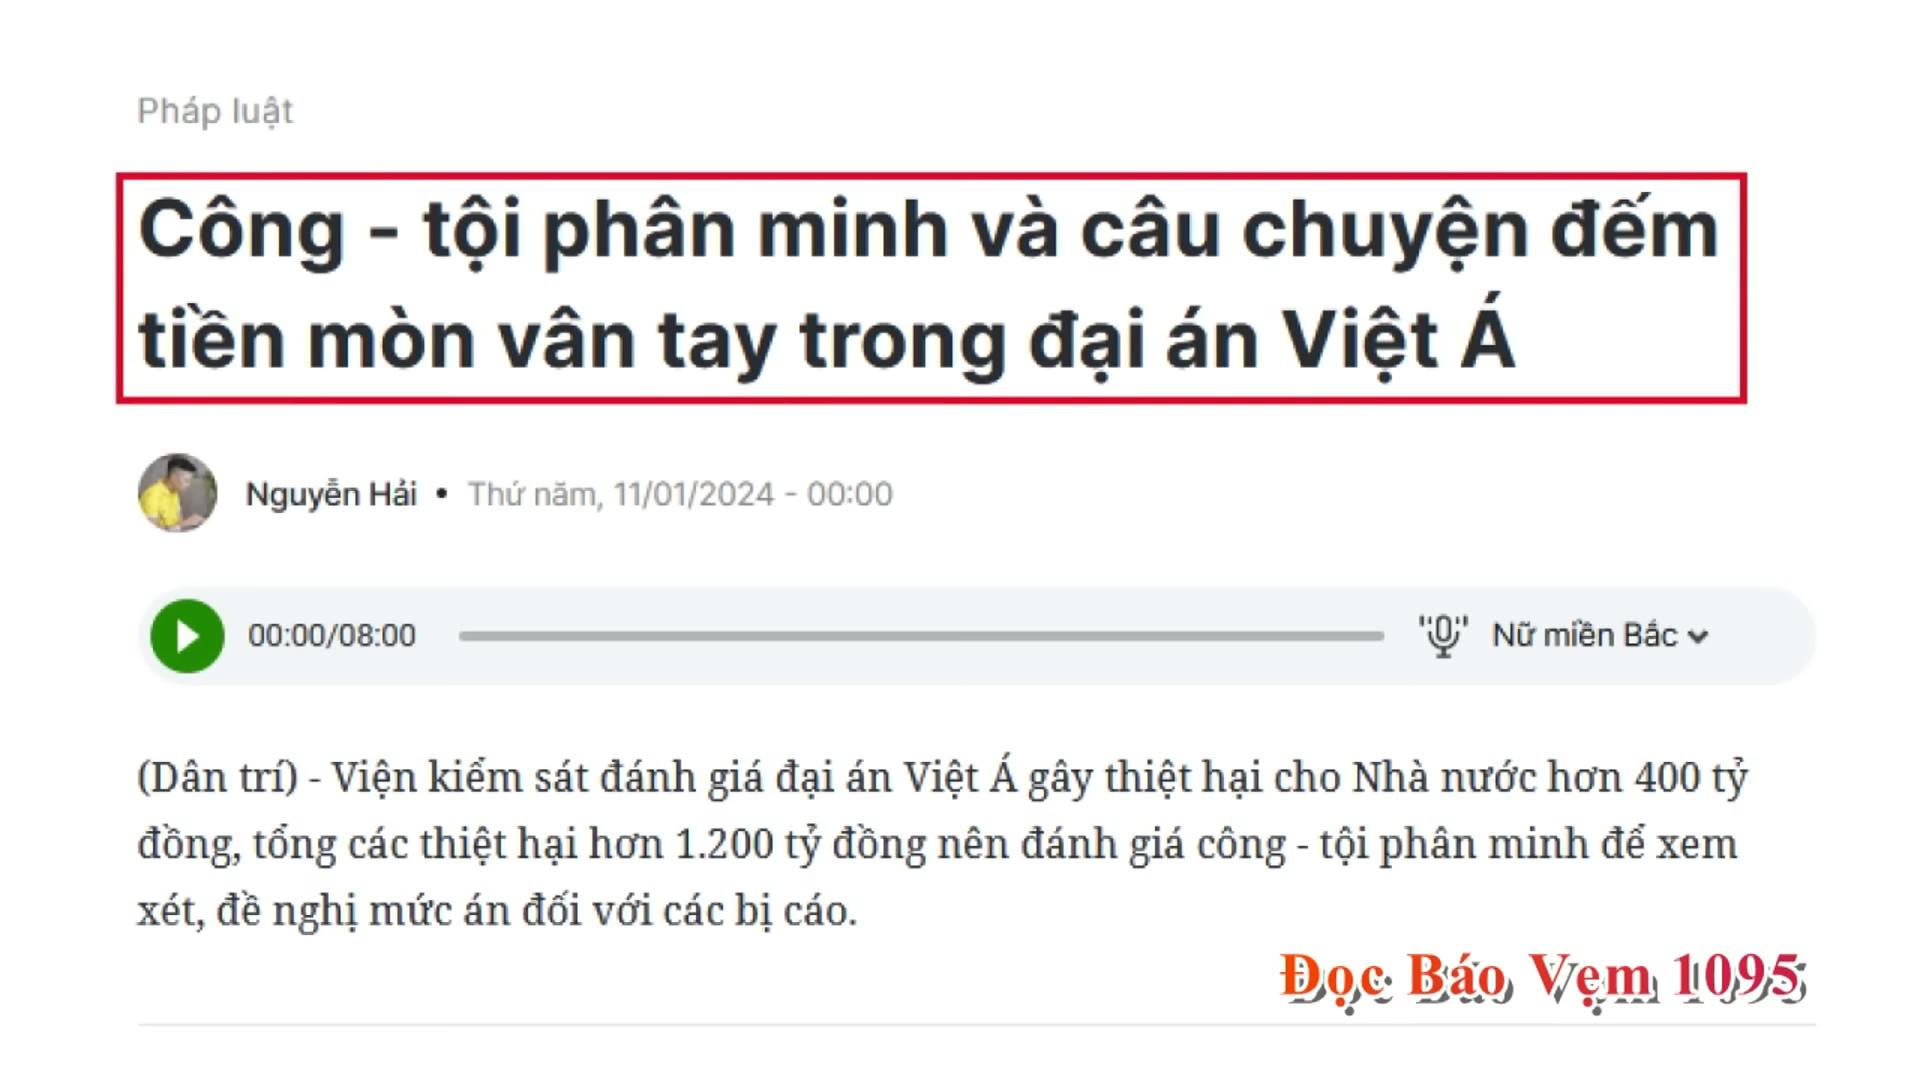 Pháp luật
Công - tội phân minh và câu chuyện đếm
tiền mòn vân tay trong đại án Việt Á
Nguyễn Hải • Thứ năm, 11/01/2024 - 00:00
00:00/08:00 Nữ miền Bắc
(Dân trí) - Viện kiểm sát đánh giá đại án Việt Á gây thiệt hại cho Nhà nước hơn 400 tỷ
đồng, tổng các thiệt hại hơn 1.200 tỷ đồng nên đánh giá công - tội phân minh để xem
xét, đề nghị mức án đối với các bị cáo.
Đọc Báo Vẹm 1095